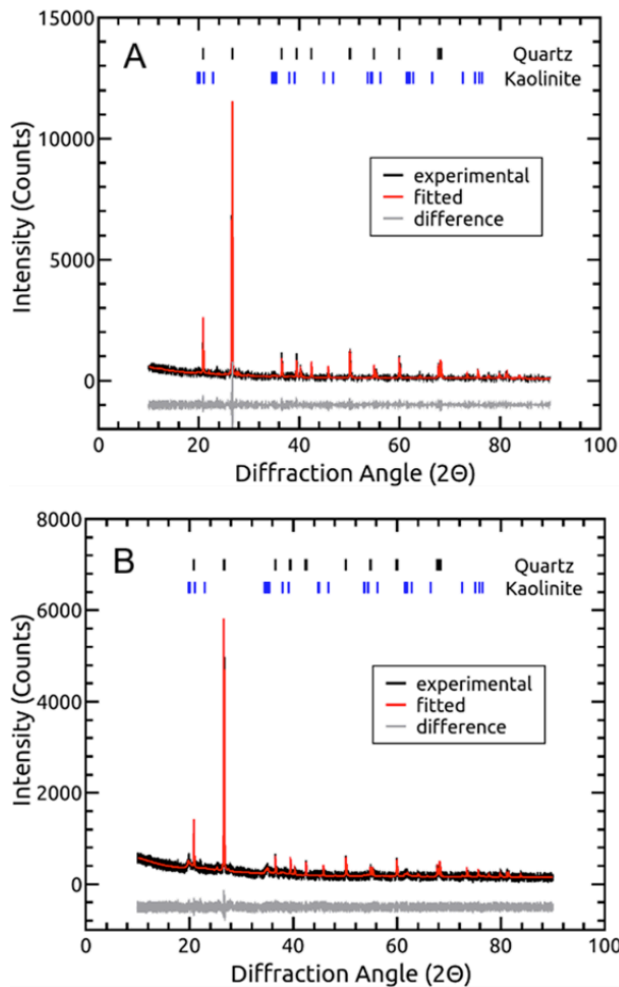 15000
A
Quartz
Kaolinite
10000
experimental
fitted
difference
5000
0
0 20 40 60 80 100
Intensity (Counts)
Diffraction Angle (2Θ)
8000
B
Quartz
Kaolinite
6000
experimental
fitted
difference
4000
2000
0
0 20 40 60 80 100
Intensity (Counts)
Diffraction Angle (2Θ)